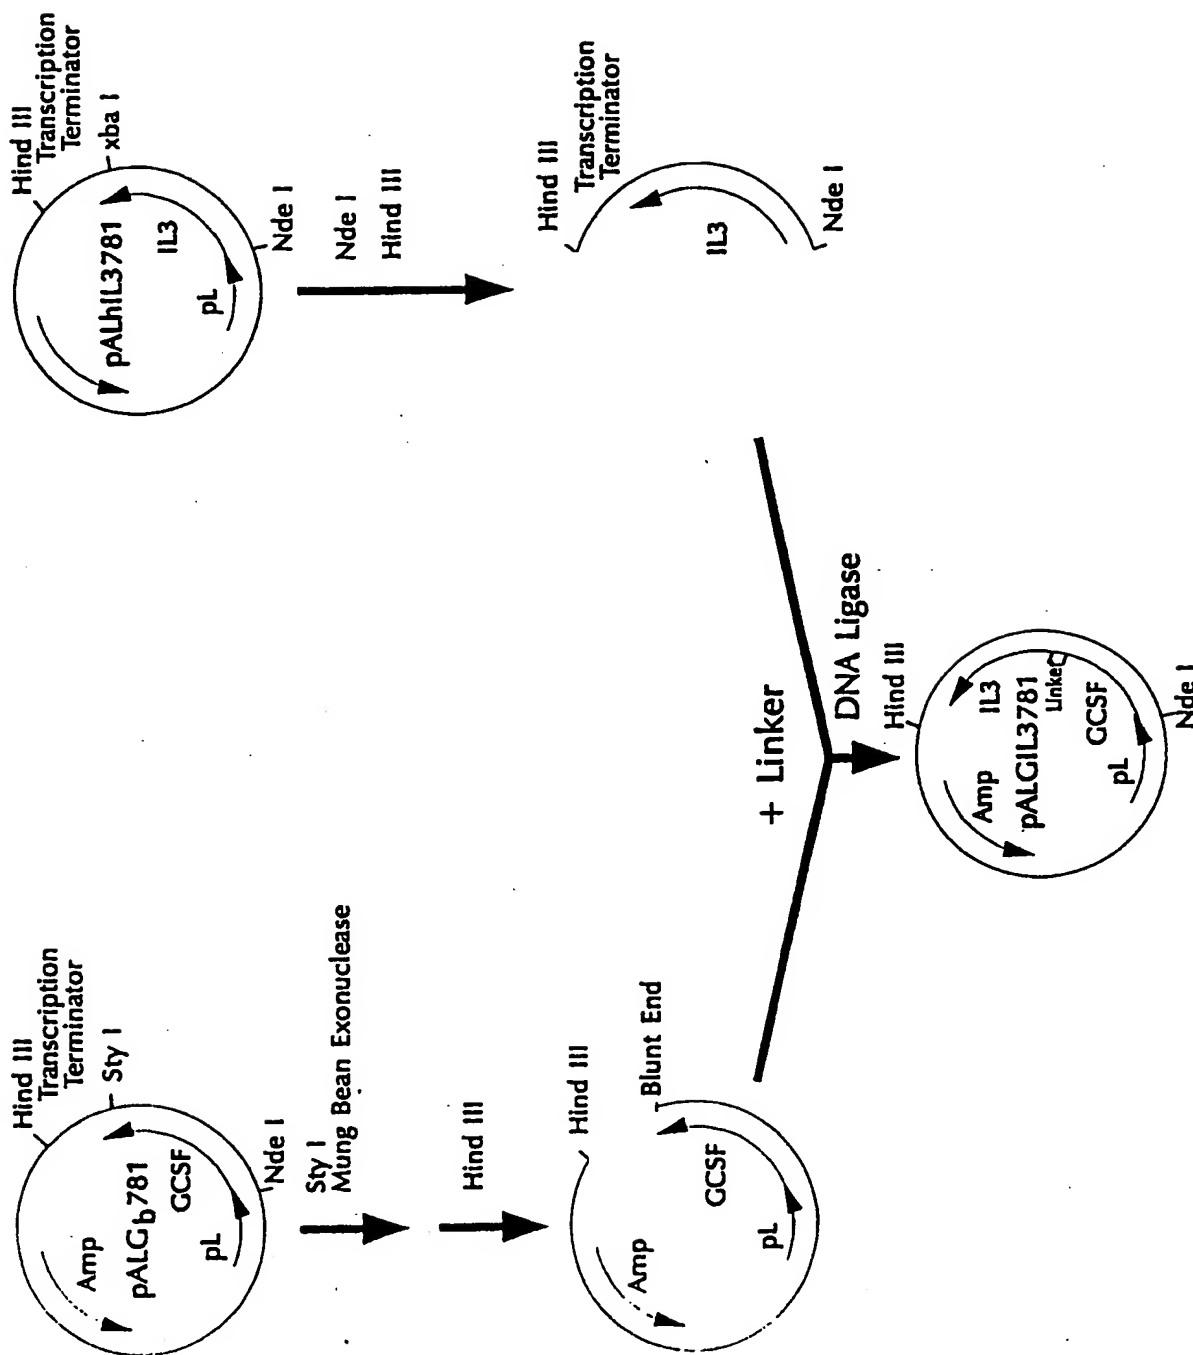 Hind III
Transcription
Terminator
Sty I
Amp
pALGb781
GCSF
pL
Nde I
Sty I
Mung Bean Exonuclease
Hind III
Hind III
Blunt End
Amp
GCSF
pL
Hind III
Transcription
Terminator
xba I
pALhIL3781
IL3
pL
Nde I
Nde I
Hind III
Hind III
Transcription
Terminator
IL3
Nde I
+ Linker
DNA Ligase
Hind III
Amp
IL3
pALGIL3781
Linker
GCSF
pL
Nde I